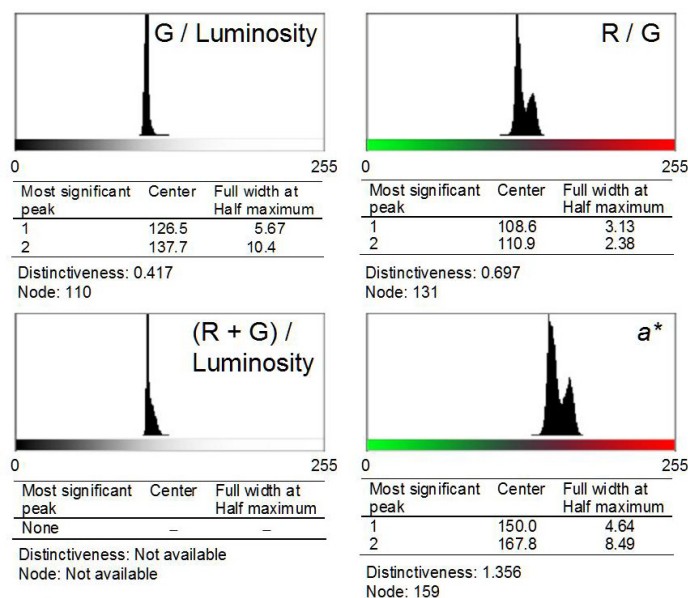 G / Luminosity
0
255
Most significant peak Center Full width at Half maximum
1 126.5 5.67
2 137.7 10.4
Distinctiveness: 0.417
Node: 110
R / G
0
255
Most significant peak Center Full width at Half maximum
1 108.6 3.13
2 110.9 2.38
Distinctiveness: 0.697
Node: 131
(R + G) /
Luminosity
0
255
Most significant peak Center Full width at Half maximum
None – –
Distinctiveness: Not available
Node: Not available
a*
0
255
Most significant peak Center Full width at Half maximum
1 150.0 4.64
2 167.8 8.49
Distinctiveness: 1.356
Node: 159